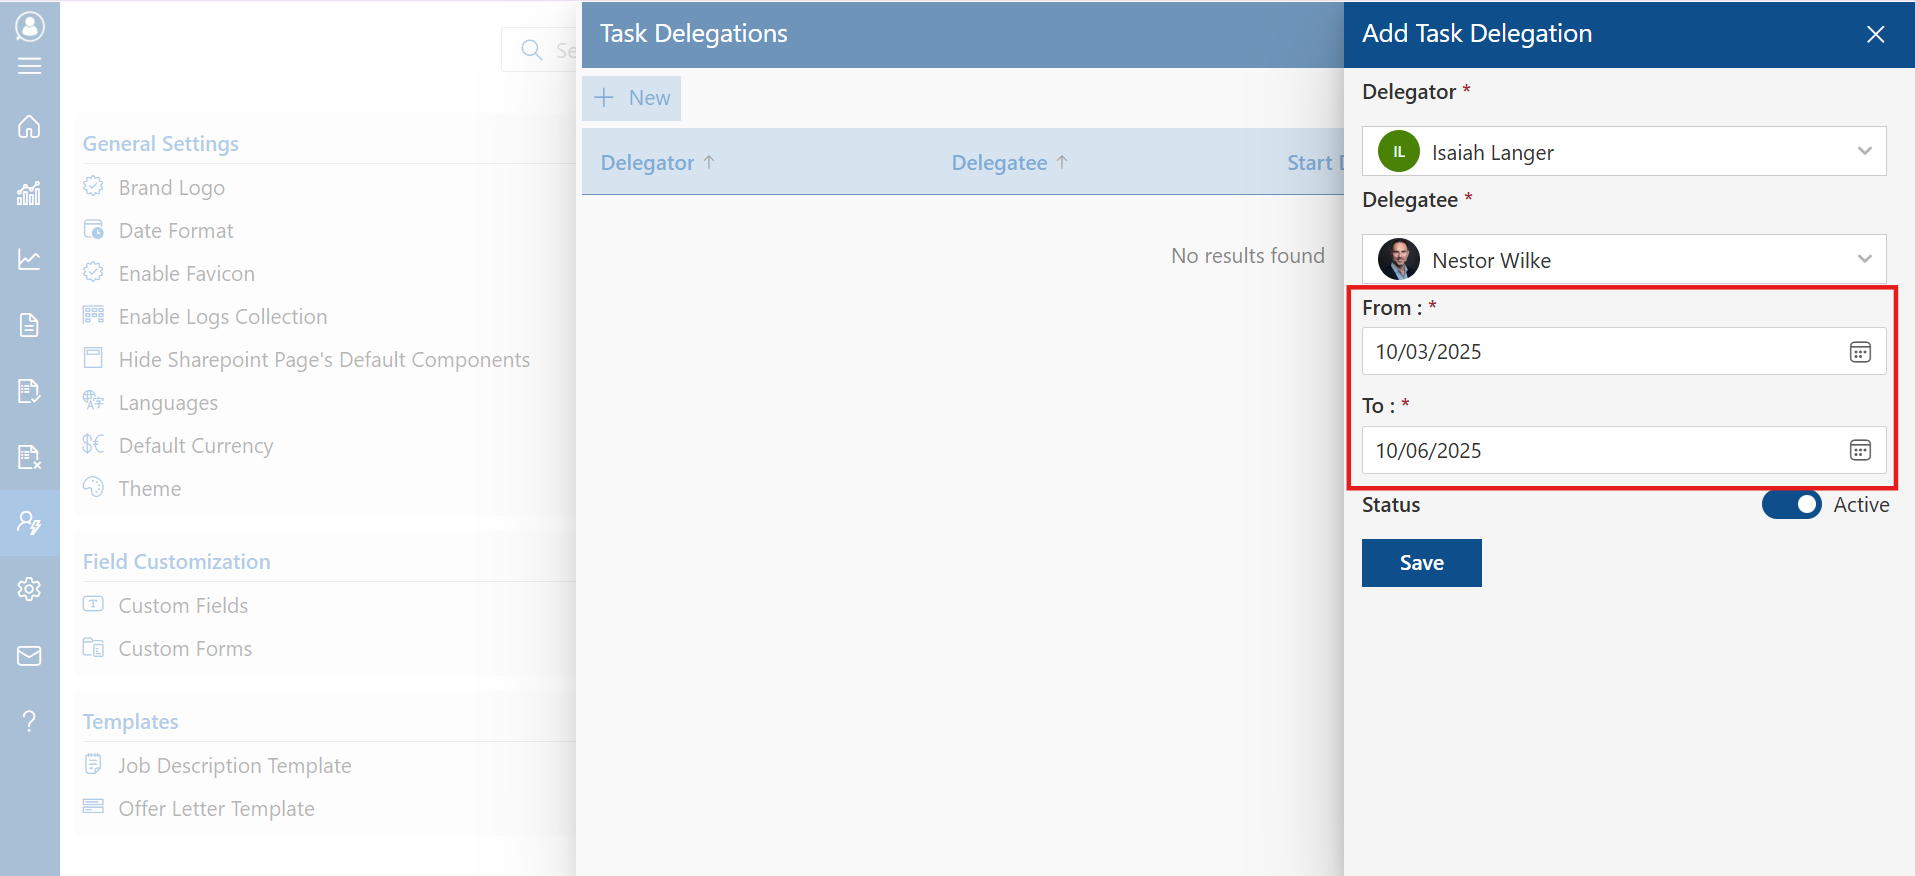 Se
General Settings
Brand Logo
Date Format
Enable Favicon
Enable Logs Collection
Hide Sharepoint Page's Default Components
Languages
Default Currency
Theme
Field Customization
Custom Fields
Custom Forms
Templates
Job Description Template
Offer Letter Template
Task Delegations
New
Delegator ↑ Delegatee ↑ Start D
No results found
Add Task Delegation
Delegator *
IL Isaiah Langer
Delegatee *
Nestor Wilke
From : *
10/03/2025
To : *
10/06/2025
Status Active
Save